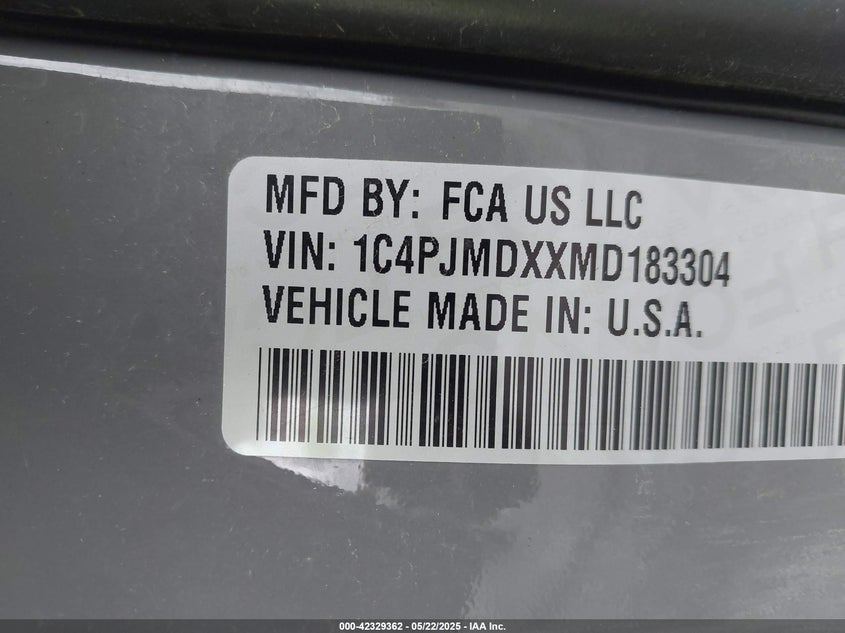 MFD BY: FCA US LLC
VIN: 1C4PJMDXXMD183304
VEHICLE MADE IN: U.S.A.
000-42329362 - 05/22/2025 - IAA Inc.